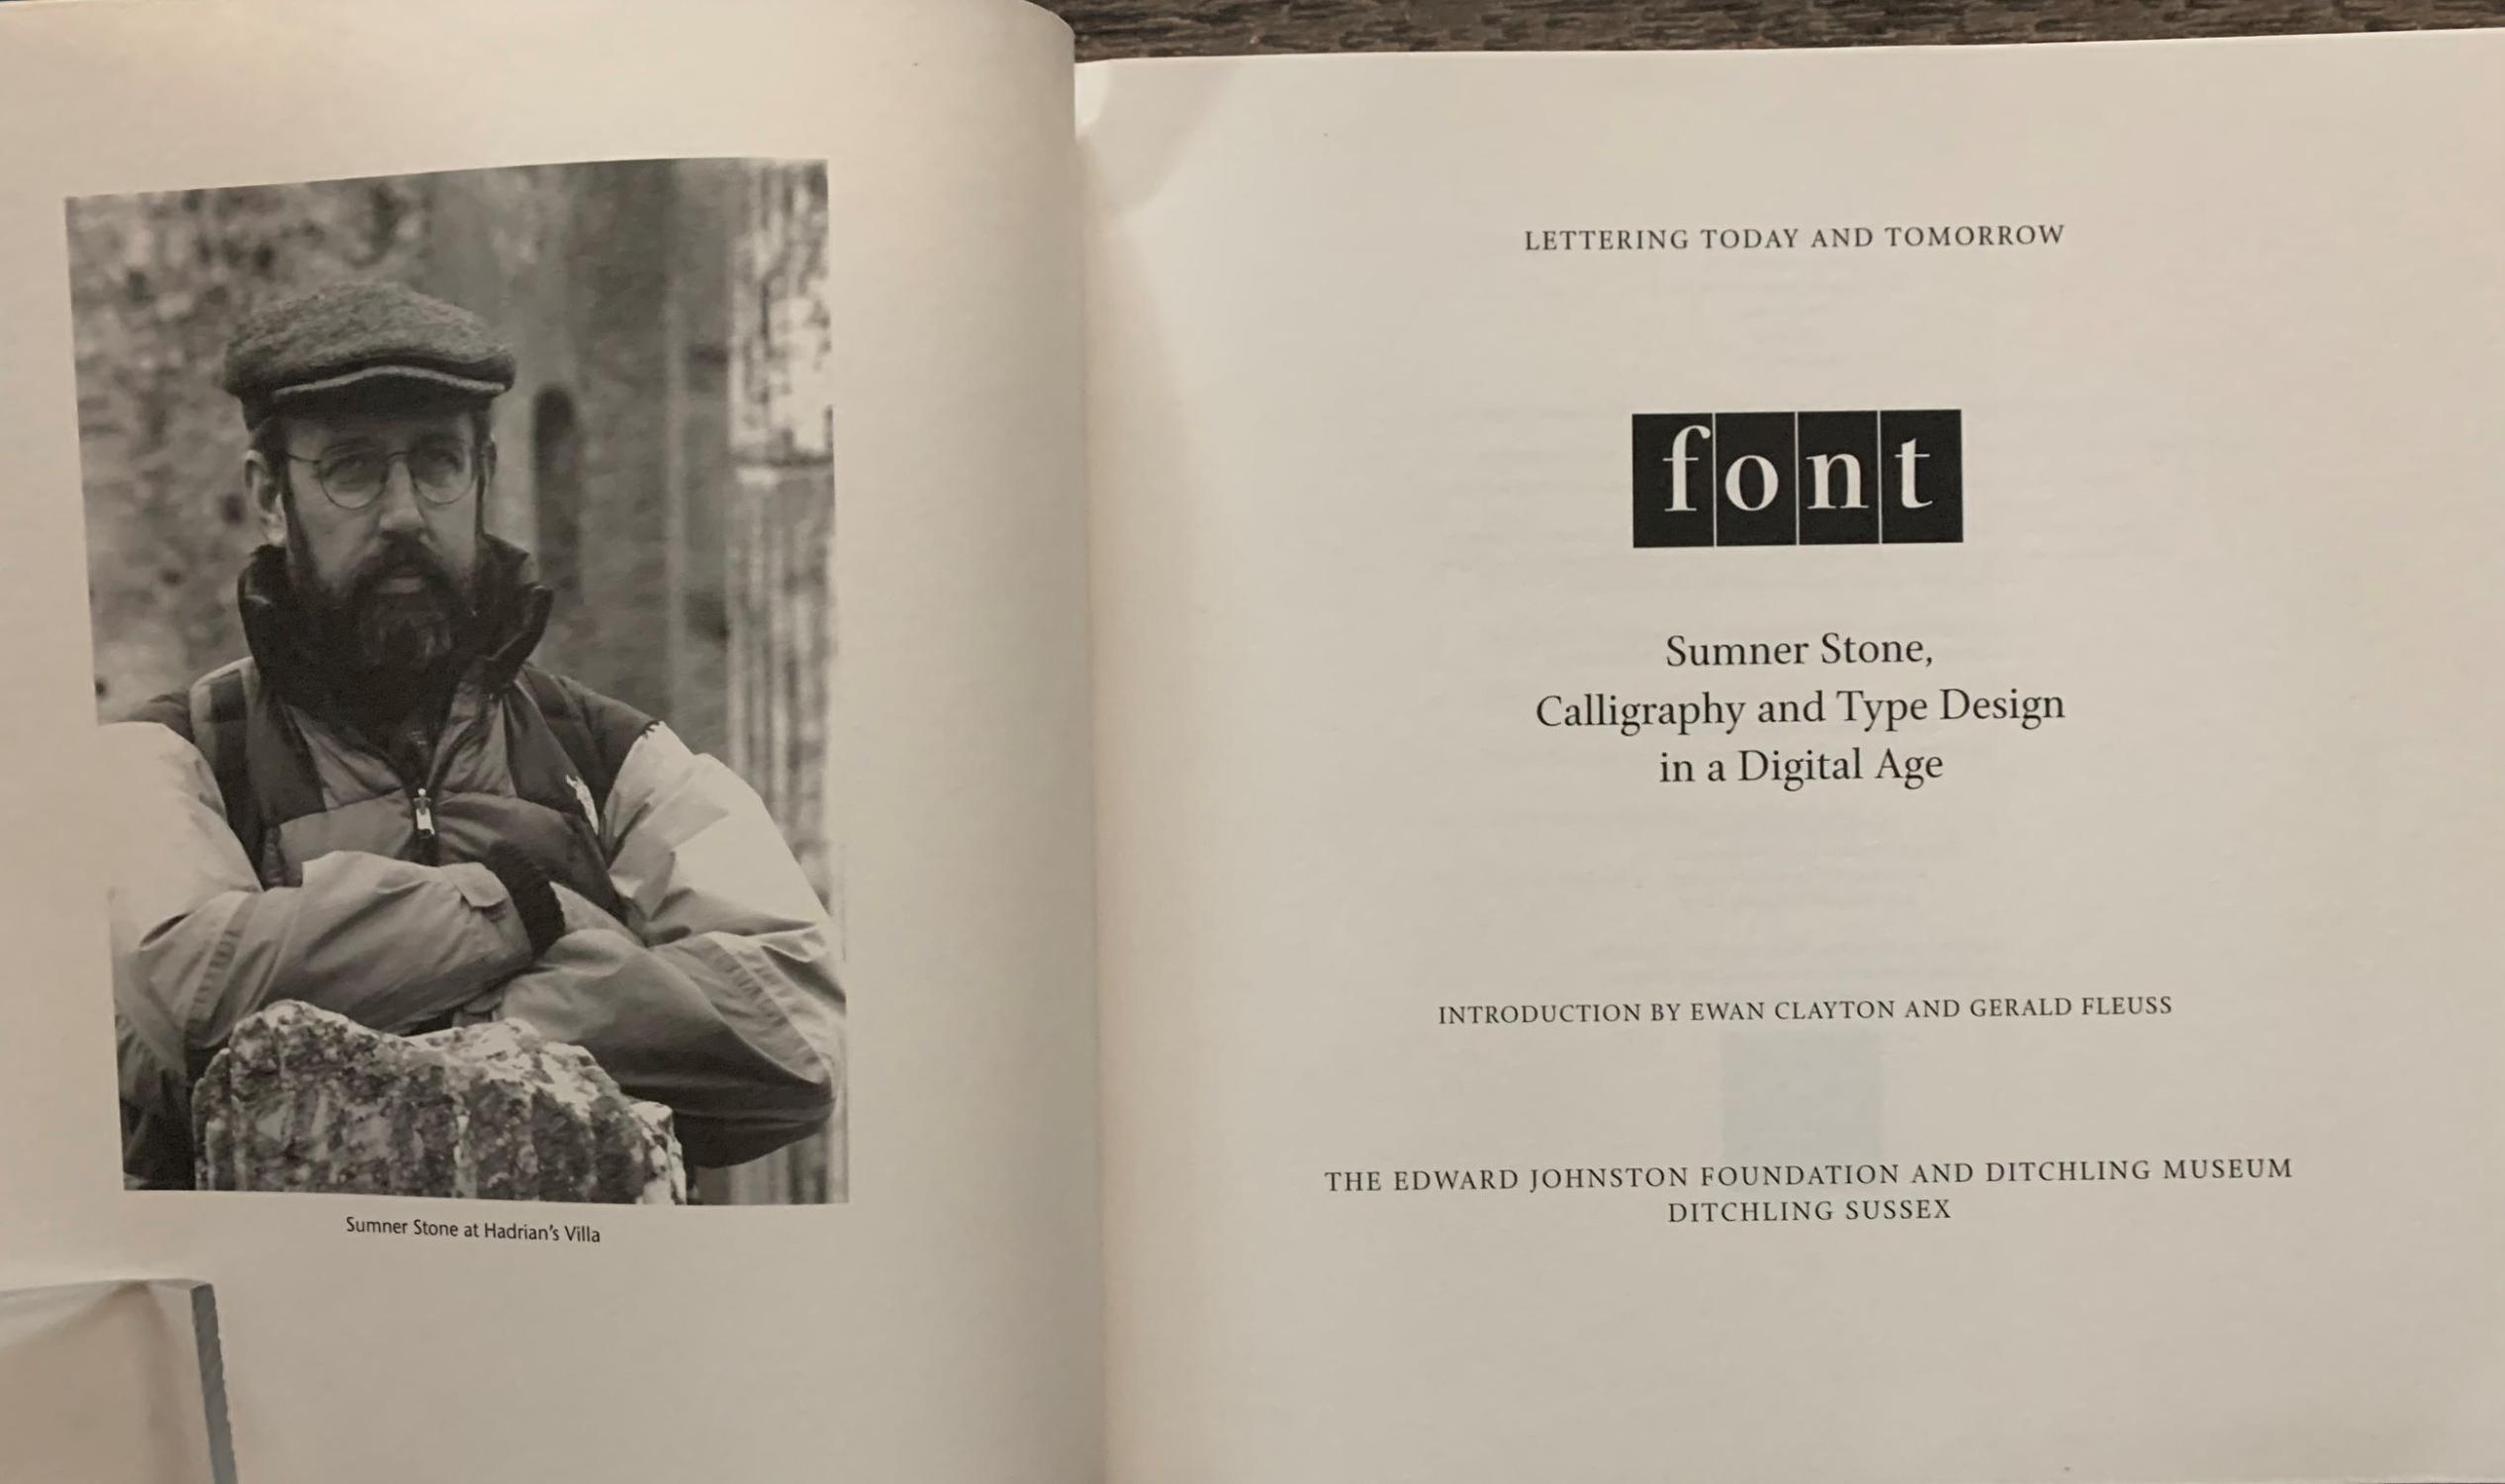 Sumner Stone at Hadrian's Villa
LETTERING TODAY AND TOMORROW
font
Sumner Stone,
Calligraphy and Type Design
in a Digital Age
INTRODUCTION BY EWAN CLAYTON AND GERALD FLEUSS
THE EDWARD JOHNSTON FOUNDATION AND DITCHLING MUSEUM
DITCHLING SUSSEX